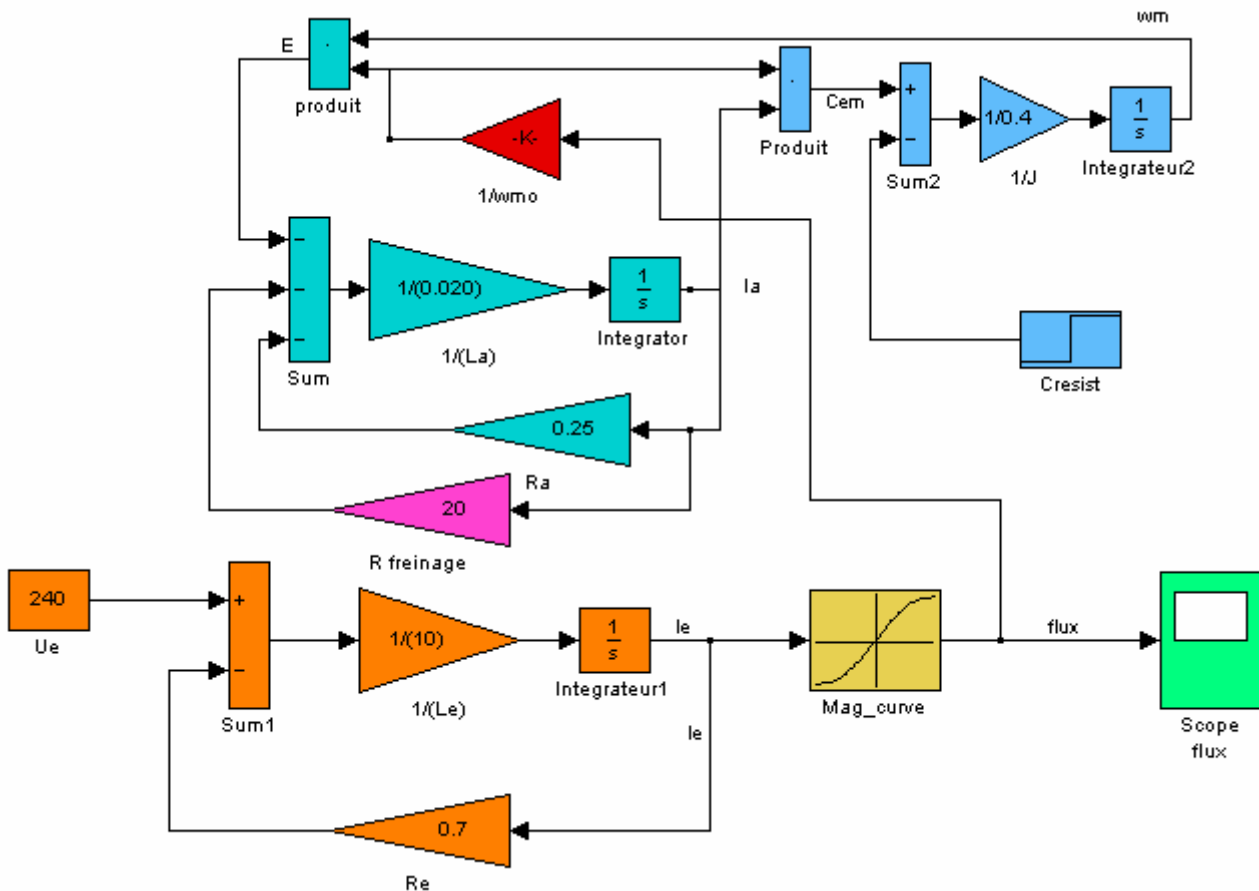 wm
E
.
.
produit
Cem
+
−
1/0.4
1
s
-K-
Produit
Sum2
1/J
Integrateur2
1/wmo
−
−
−
1/(0.020)
1
s
Ia
Integrator
1/(La)
Sum
Cresist
0.25
Ra
20
R freinage
240
Ue
+
−
1/(10)
1
s
Ie
flux
Integrateur1
Mag_curve
1/(Le)
Sum1
Ie
Scope
flux
0.7
Re